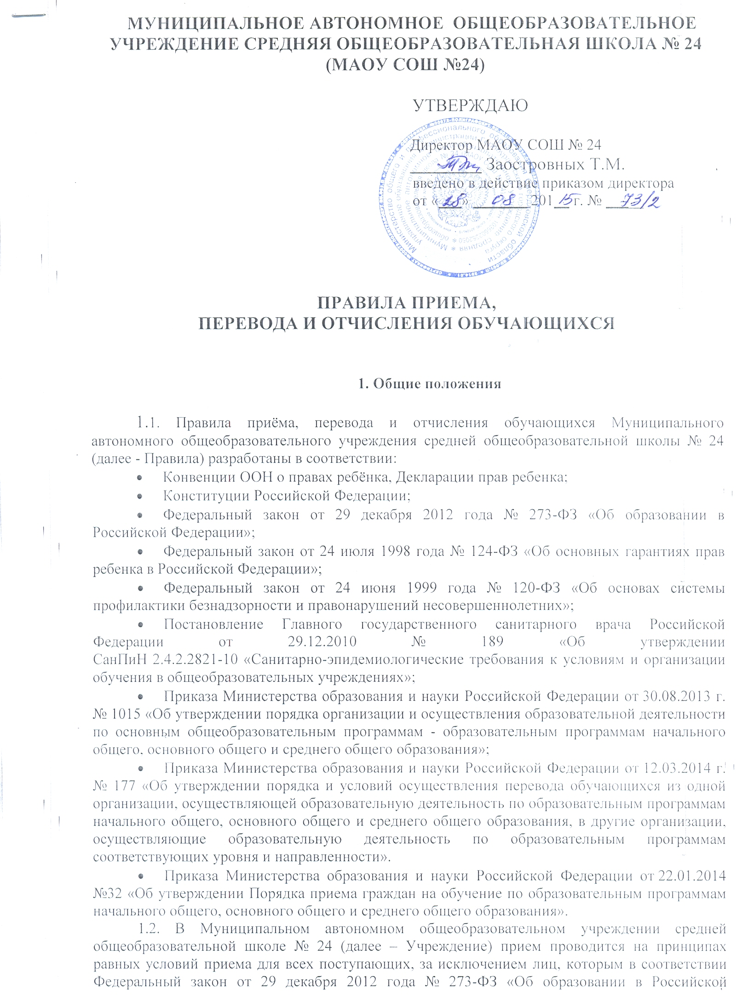 МУНИЦИПАЛЬНОЕ АВТОНОМНОЕ ОБЩЕОБРАЗОВАТЕЛЬНОЕ
УЧРЕЖДЕНИЕ СРЕДНЯЯ ОБЩЕОБРАЗОВАТЕЛЬНАЯ ШКОЛА № 24
(МАОУ СОШ №24)
УТВЕРЖДАЮ
Директор МАОУ СОШ № 24
Заостровных Т.М.
введено в действие приказом директора
от «28» 08 2015г. № 73/2
ПРАВИЛА ПРИЕМА,
ПЕРЕВОДА И ОТЧИСЛЕНИЯ ОБУЧАЮЩИХСЯ
1. Общие положения
1.1. Правила приёма, перевода и отчисления обучающихся Муниципального
автономного общеобразовательного учреждения средней общеобразовательной школы № 24
(далее - Правила) разработаны в соответствии:
• Конвенции ООН о правах ребёнка, Декларации прав ребенка;
• Конституции Российской Федерации;
• Федеральный закон от 29 декабря 2012 года № 273-ФЗ «Об образовании в
Российской Федерации»;
• Федеральный закон от 24 июля 1998 года № 124-ФЗ «Об основных гарантиях прав
ребенка в Российской Федерации»;
• Федеральный закон от 24 июня 1999 года № 120-ФЗ «Об основах системы
профилактики безнадзорности и правонарушений несовершеннолетних»;
• Постановление Главного государственного санитарного врача Российской
Федерации от 29.12.2010 № 189 «Об утверждении
СанПиН 2.4.2.2821-10 «Санитарно-эпидемиологические требования к условиям и организации
обучения в общеобразовательных учреждениях»;
• Приказа Министерства образования и науки Российской Федерации от 30.08.2013 г.
№ 1015 «Об утверждении порядка организации и осуществления образовательной деятельности
по основным общеобразовательным программам - образовательным программам начального
общего, основного общего и среднего общего образования»;
• Приказа Министерства образования и науки Российской Федерации от 12.03.2014 г.
№ 177 «Об утверждении порядка и условий осуществления перевода обучающихся из одной
организации, осуществляющей образовательную деятельность по образовательным программам
начального общего, основного общего и среднего общего образования, в другие организации,
осуществляющие образовательную деятельность по образовательным программам
соответствующих уровня и направленности».
• Приказа Министерства образования и науки Российской Федерации от 22.01.2014
№32 «Об утверждении Порядка приема граждан на обучение по образовательным программам
начального общего, основного общего и среднего общего образования».
1.2. В Муниципальном автономном общеобразовательном учреждении средней
общеобразовательной школе № 24 (далее – Учреждение) прием проводится на принципах
равных условий приема для всех поступающих, за исключением лиц, которым в соответствии
Федеральный закон от 29 декабря 2012 года № 273-ФЗ «Об образовании в Российской